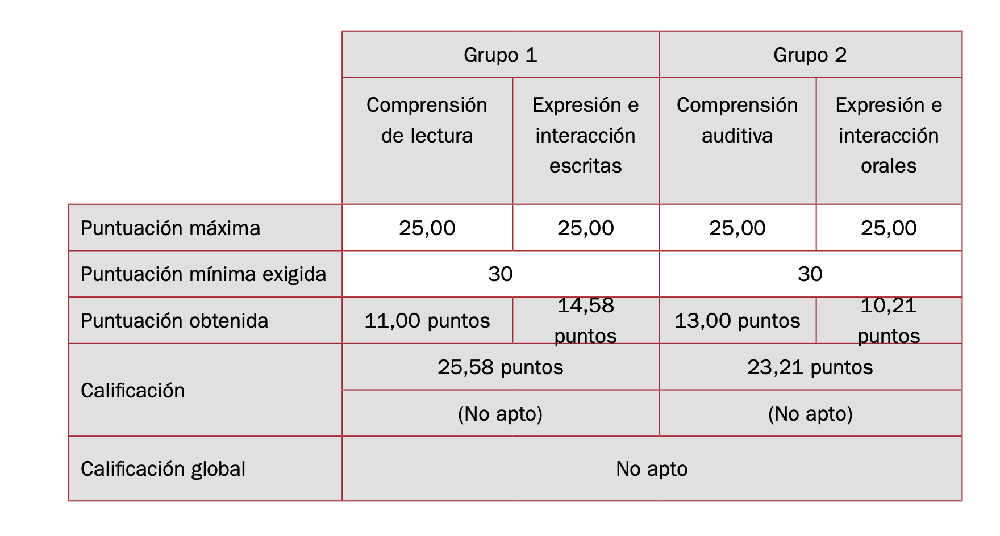 Grupo 1
Grupo 2
Comprensión
de lectura
Expresión e
interacción
escritas
Comprensión
auditiva
Expresión e
interacción
orales
Puntuación máxima
25,00
25,00
25,00
25,00
Puntuación mínima exigida
30
30
Puntuación obtenida
11,00 puntos
14,58
puntos
13,00 puntos
10,21
puntos
Calificación
25,58 puntos
23,21 puntos
(No apto)
(No apto)
Calificación global
No apto